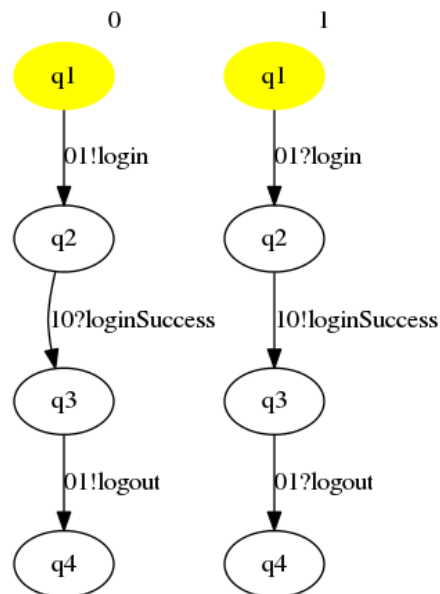 0 1
q1 q1
01!login 01?login
q2 q2
10?loginSuccess 10!loginSuccess
q3 q3
01!logout 01?logout
q4 q4